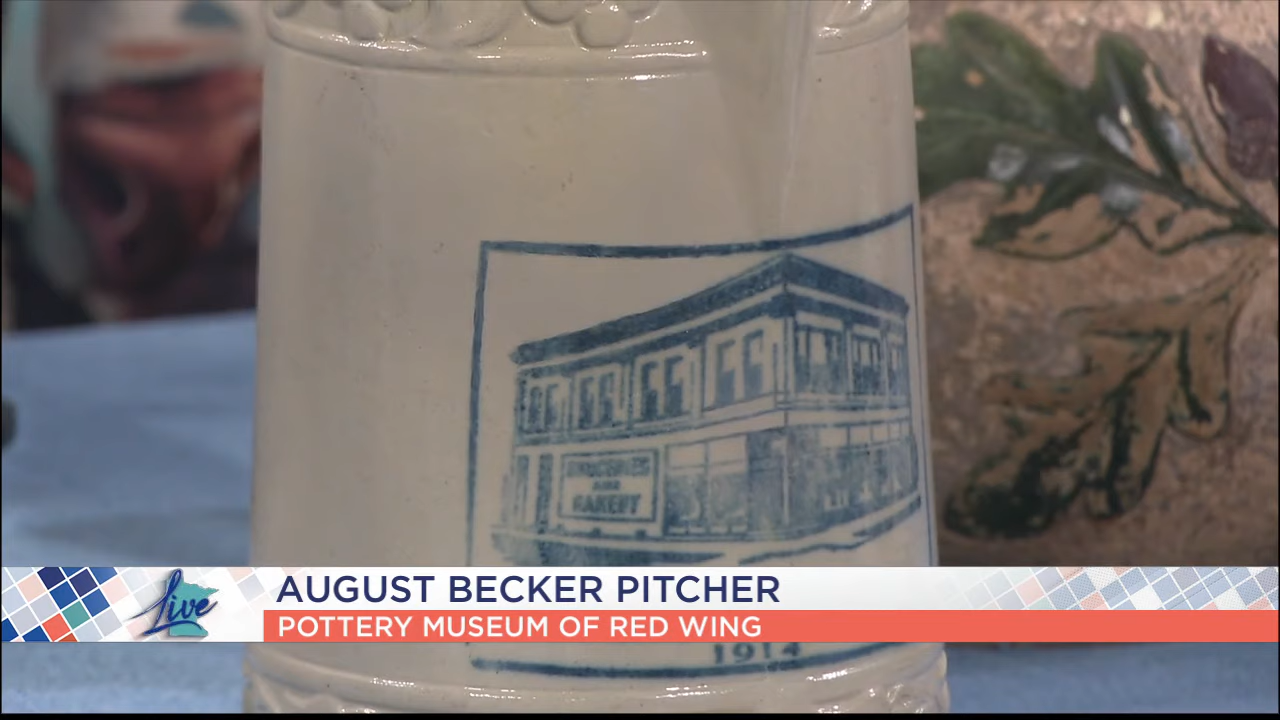 GROCERIES
AND
BAKERY
Live
AUGUST BECKER PITCHER
POTTERY MUSEUM OF RED WING
1914